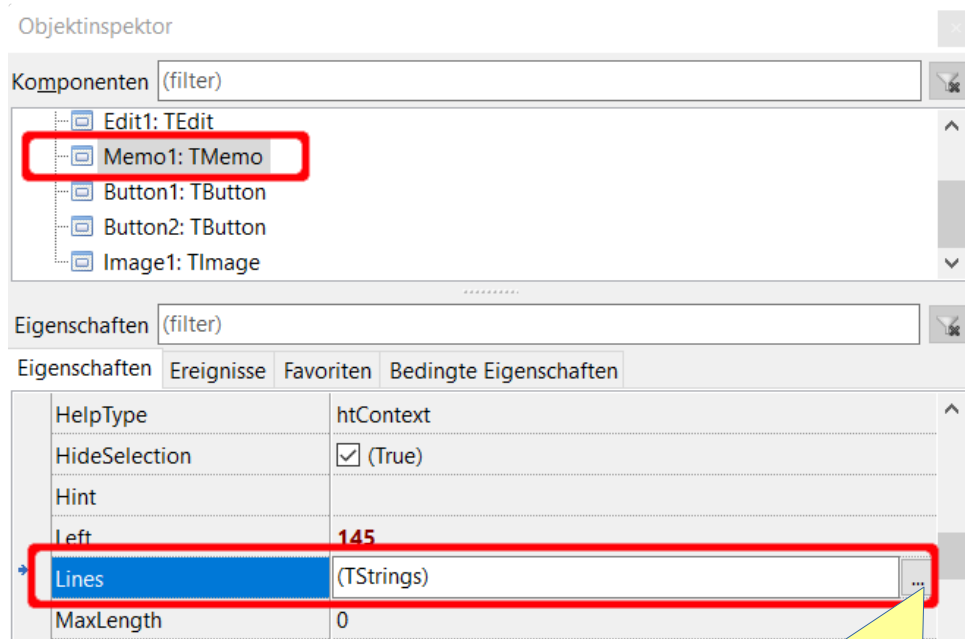 Objektinspektor
Komponenten (filter)
Edit1: TEdit
Memo1: TMemo
Button1: TButton
Button2: TButton
Image1: TImage
Eigenschaften (filter)
Eigenschaften Ereignisse Favoriten Bedingte Eigenschaften
HelpType htContext
HideSelection (True)
Hint
Left 145
Lines (TStrings) ...
MaxLength 0